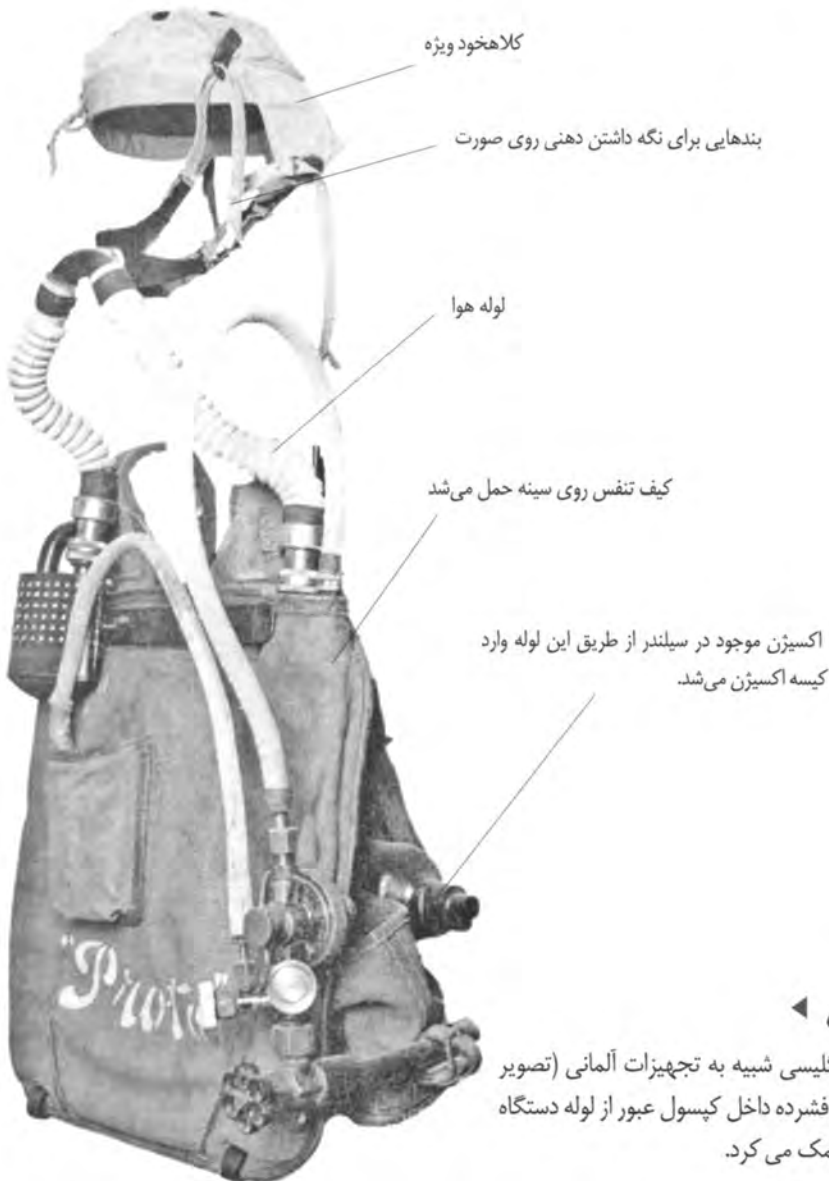 کلاهخود ویژه
بندهایی برای نگه داشتن دهنی روی صورت
لوله هوا
کیف تنفس روی سینه حمل می‌شد
اکسیژن موجود در سیلندر از طریق این لوله وارد
کیسه اکسیژن می‌شد.
"Proto"
شبیه به تجهیزات آلمانی (تصویر
فشرده داخل کپسول عبور از لوله دستگاه
می کرد.